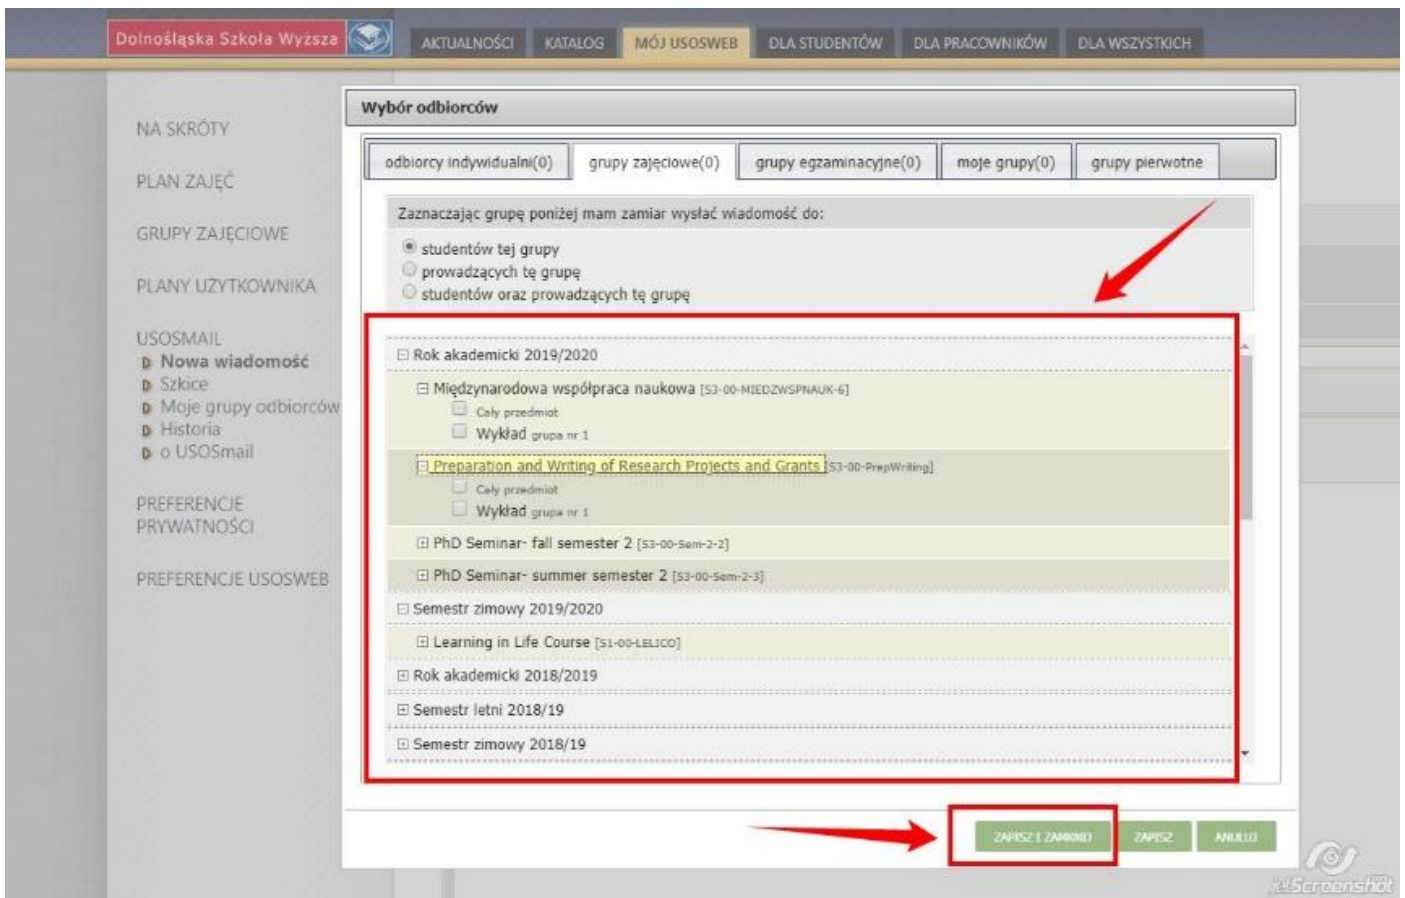 Dolnośląska Szkoła Wyższa
AKTUALNOŚCI KATALOG MÓJ USOSWEB DLA STUDENTÓW DLA PRACOWNIKÓW DLA WSZYSTKICH
NA SKRÓTY
PLAN ZAJĘĆ
GRUPY ZAJĘCIOWE
PLANY UŻYTKOWNIKA
USOSMAIL
Nowa wiadomość
Szkice
Moje grupy odbiorców
Historia
o USOSmail
PREFERENCJE
PRYWATNOŚCI
PREFERENCJE USOSWEB
Wybór odbiorców
odbiorcy indywidualni(0) grupy zajęciowe(0) grupy egzaminacyjne(0) moje grupy(0) grupy pierwotne
Zaznaczając grupę poniżej mam zamiar wysłać wiadomość do:
studentów tej grupy
prowadzących tę grupę
studentów oraz prowadzących tę grupę
Rok akademicki 2019/2020
Międzynarodowa współpraca naukowa [S3-00-MIEDZWSPNAUK-6]
Cały przedmiot
Wykład grupa nr 1
Preparation and Writing of Research Projects and Grants [S3-00-PrepWriting]
Cały przedmiot
Wykład grupa nr 1
PhD Seminar- fall semester 2 [S3-00-Sem-2-2]
PhD Seminar- summer semester 2 [S3-00-Sem-2-3]
Semestr zimowy 2019/2020
Learning in Life Course [S1-00-LELICO]
Rok akademicki 2018/2019
Semestr letni 2018/19
Semestr zimowy 2018/19
ZAPISZ I ZAMKNIJ ZAPISZ ANULUJ
jetScreenshot